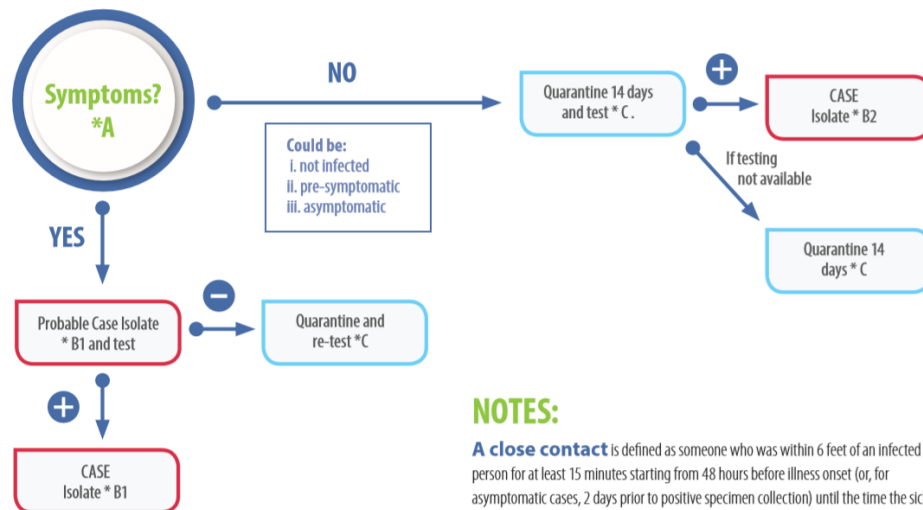 Symptoms?
*A
NO
Could be:
i. not infected
ii. pre-symptomatic
iii. asymptomatic
Quarantine 14 days
and test * C .
+
CASE
Isolate * B2
If testing
not available
Quarantine 14
days * C
YES
Probable Case Isolate
* B1 and test
−
Quarantine and
re-test *C
+
CASE
Isolate * B1
NOTES:
A close contact is defined as someone who was within 6 feet of an infected
person for at least 15 minutes starting from 48 hours before illness onset (or, for
asymptomatic cases, 2 days prior to positive specimen collection) until the time the sic